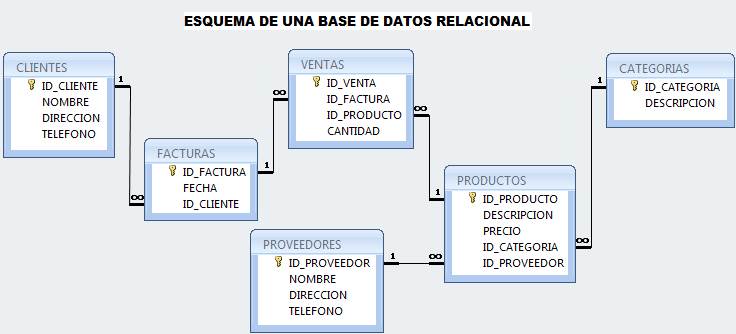 ESQUEMA DE UNA BASE DE DATOS RELACIONAL
CLIENTES
ID_CLIENTE
NOMBRE
DIRECCION
TELEFONO
1
∞
FACTURAS
ID_FACTURA
FECHA
ID_CLIENTE
1
∞
VENTAS
ID_VENTA
ID_FACTURA
ID_PRODUCTO
CANTIDAD
∞
1
PROVEEDORES
ID_PROVEEDOR
NOMBRE
DIRECCION
TELEFONO
1
∞
PRODUCTOS
ID_PRODUCTO
DESCRIPCION
PRECIO
ID_CATEGORIA
ID_PROVEEDOR
∞
1
CATEGORIAS
ID_CATEGORIA
DESCRIPCION